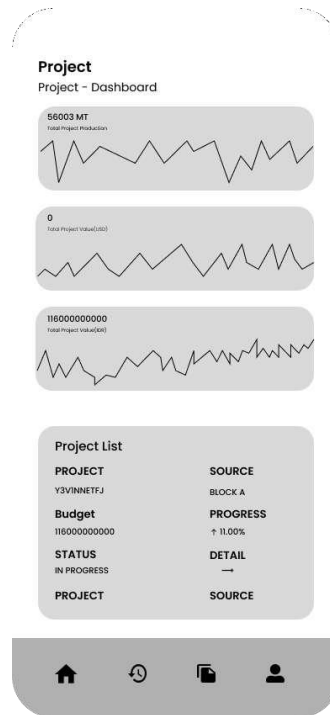 Project
Project - Dashboard
56003 MT
Total Project Production
0
Total Project Value(USD)
116000000000
Total Project Value(IDR)
Project List
PROJECT SOURCE
Y3V1NNETFJ BLOCK A
Budget PROGRESS
116000000000 ↑ 11.00%
STATUS DETAIL
IN PROGRESS →
PROJECT SOURCE